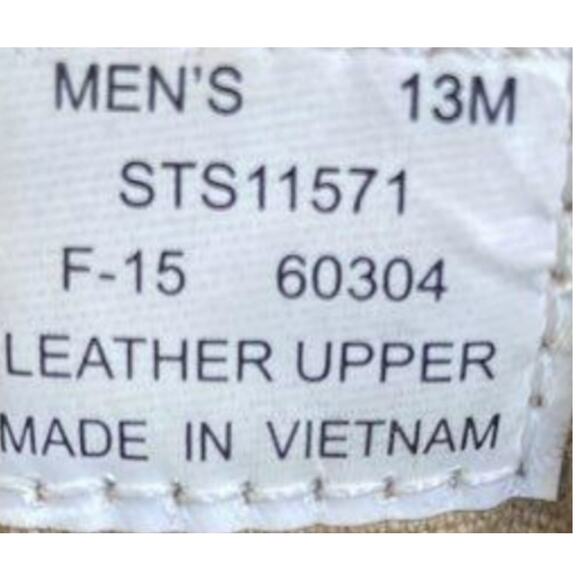 MEN'S 13M
STS11571
F-15 60304
LEATHER UPPER
MADE IN VIETNAM